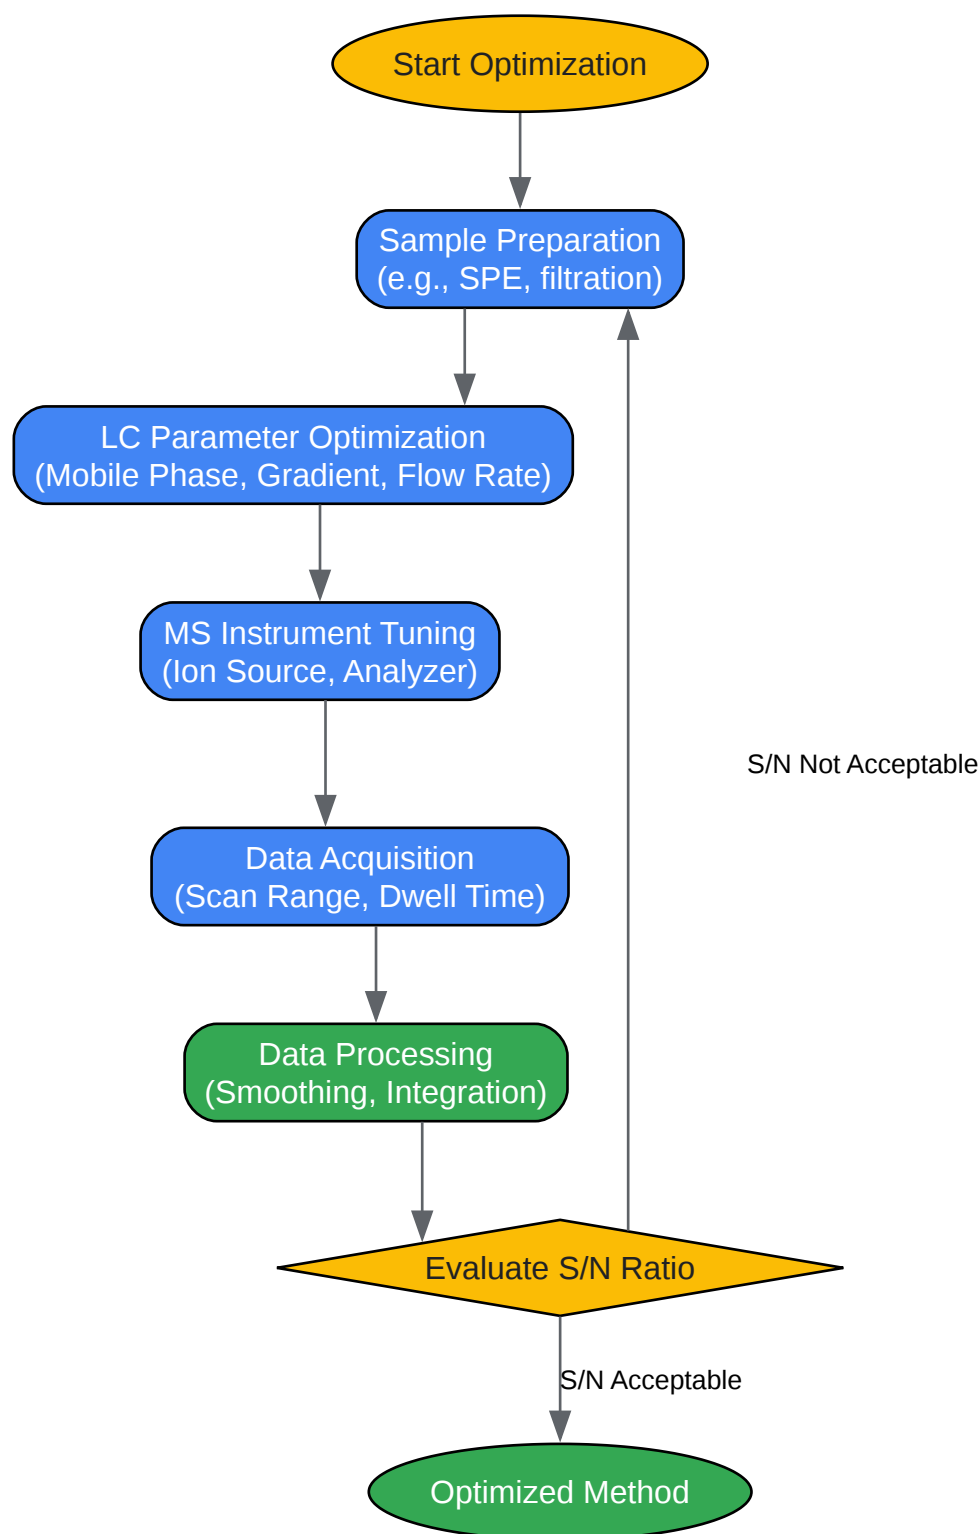 Start Optimization
Sample Preparation
(e.g., SPE, filtration)
LC Parameter Optimization
(Mobile Phase, Gradient, Flow Rate)
MS Instrument Tuning
(Ion Source, Analyzer)
S/N Not Acceptable
Data Acquisition
(Scan Range, Dwell Time)
Data Processing
(Smoothing, Integration)
Evaluate S/N Ratio
S/N Acceptable
Optimized Method